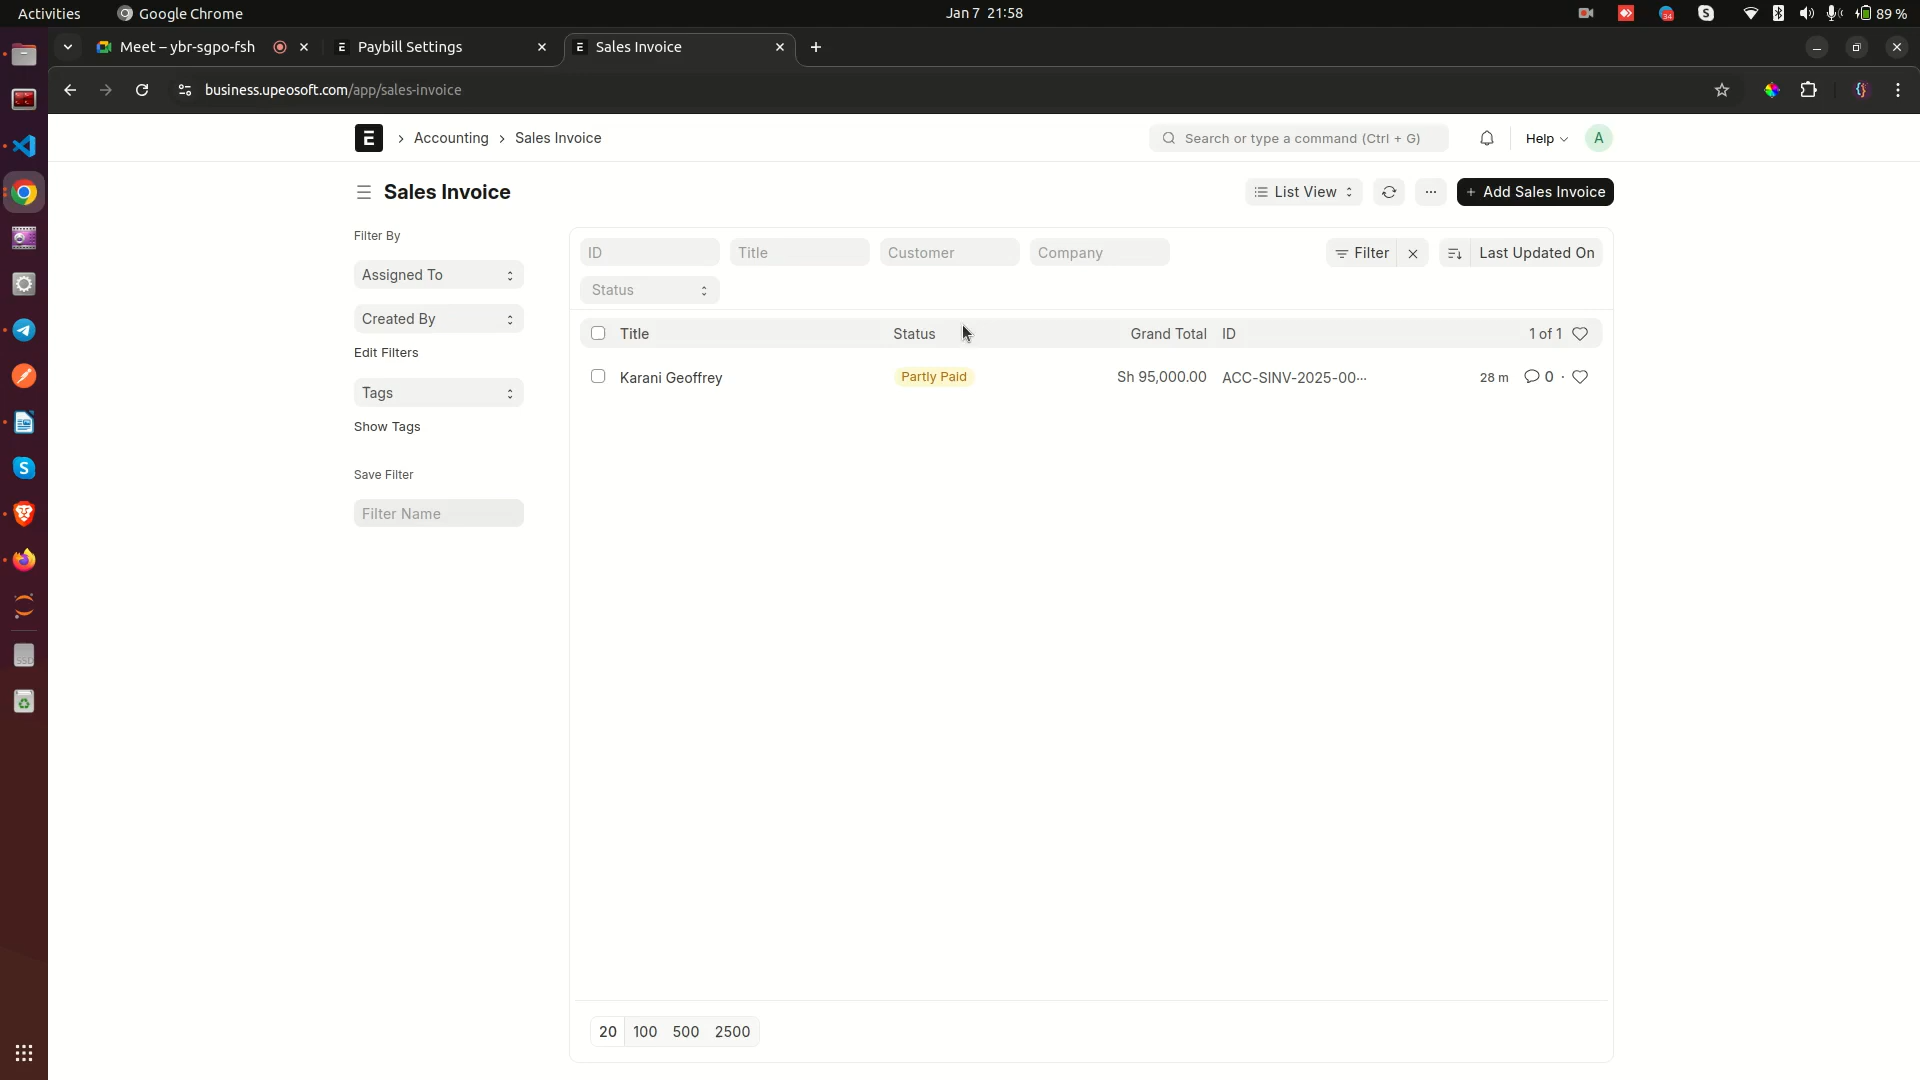 Activities
Google Chrome
Jan 7 21:58
34
S
89 %
Meet – ybr-sgpo-fsh
E Paybill Settings
E Sales Invoice
business.upeosoft.com/app/sales-invoice
E
Accounting
Sales Invoice
Search or type a command (Ctrl + G)
Help
A
Sales Invoice
List View
···
+ Add Sales Invoice
Filter By
Assigned To
Created By
Edit Filters
Tags
Show Tags
Save Filter
Filter Name
ID
Title
Customer
Company
Filter
Last Updated On
Status
Title
Status
Grand Total
ID
1 of 1
Karani Geoffrey
Partly Paid
Sh 95,000.00
ACC-SINV-2025-00···
28 m
0 ·
20
100
500
2500
S
SSD